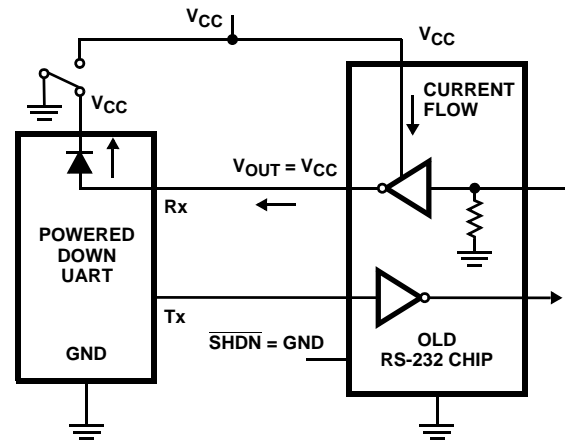 VCC
VCC
VCC
CURRENT
FLOW
VOUT = VCC
Rx
POWERED
DOWN
UART
Tx
GND
SHDN = GND
OLD
RS-232 CHIP